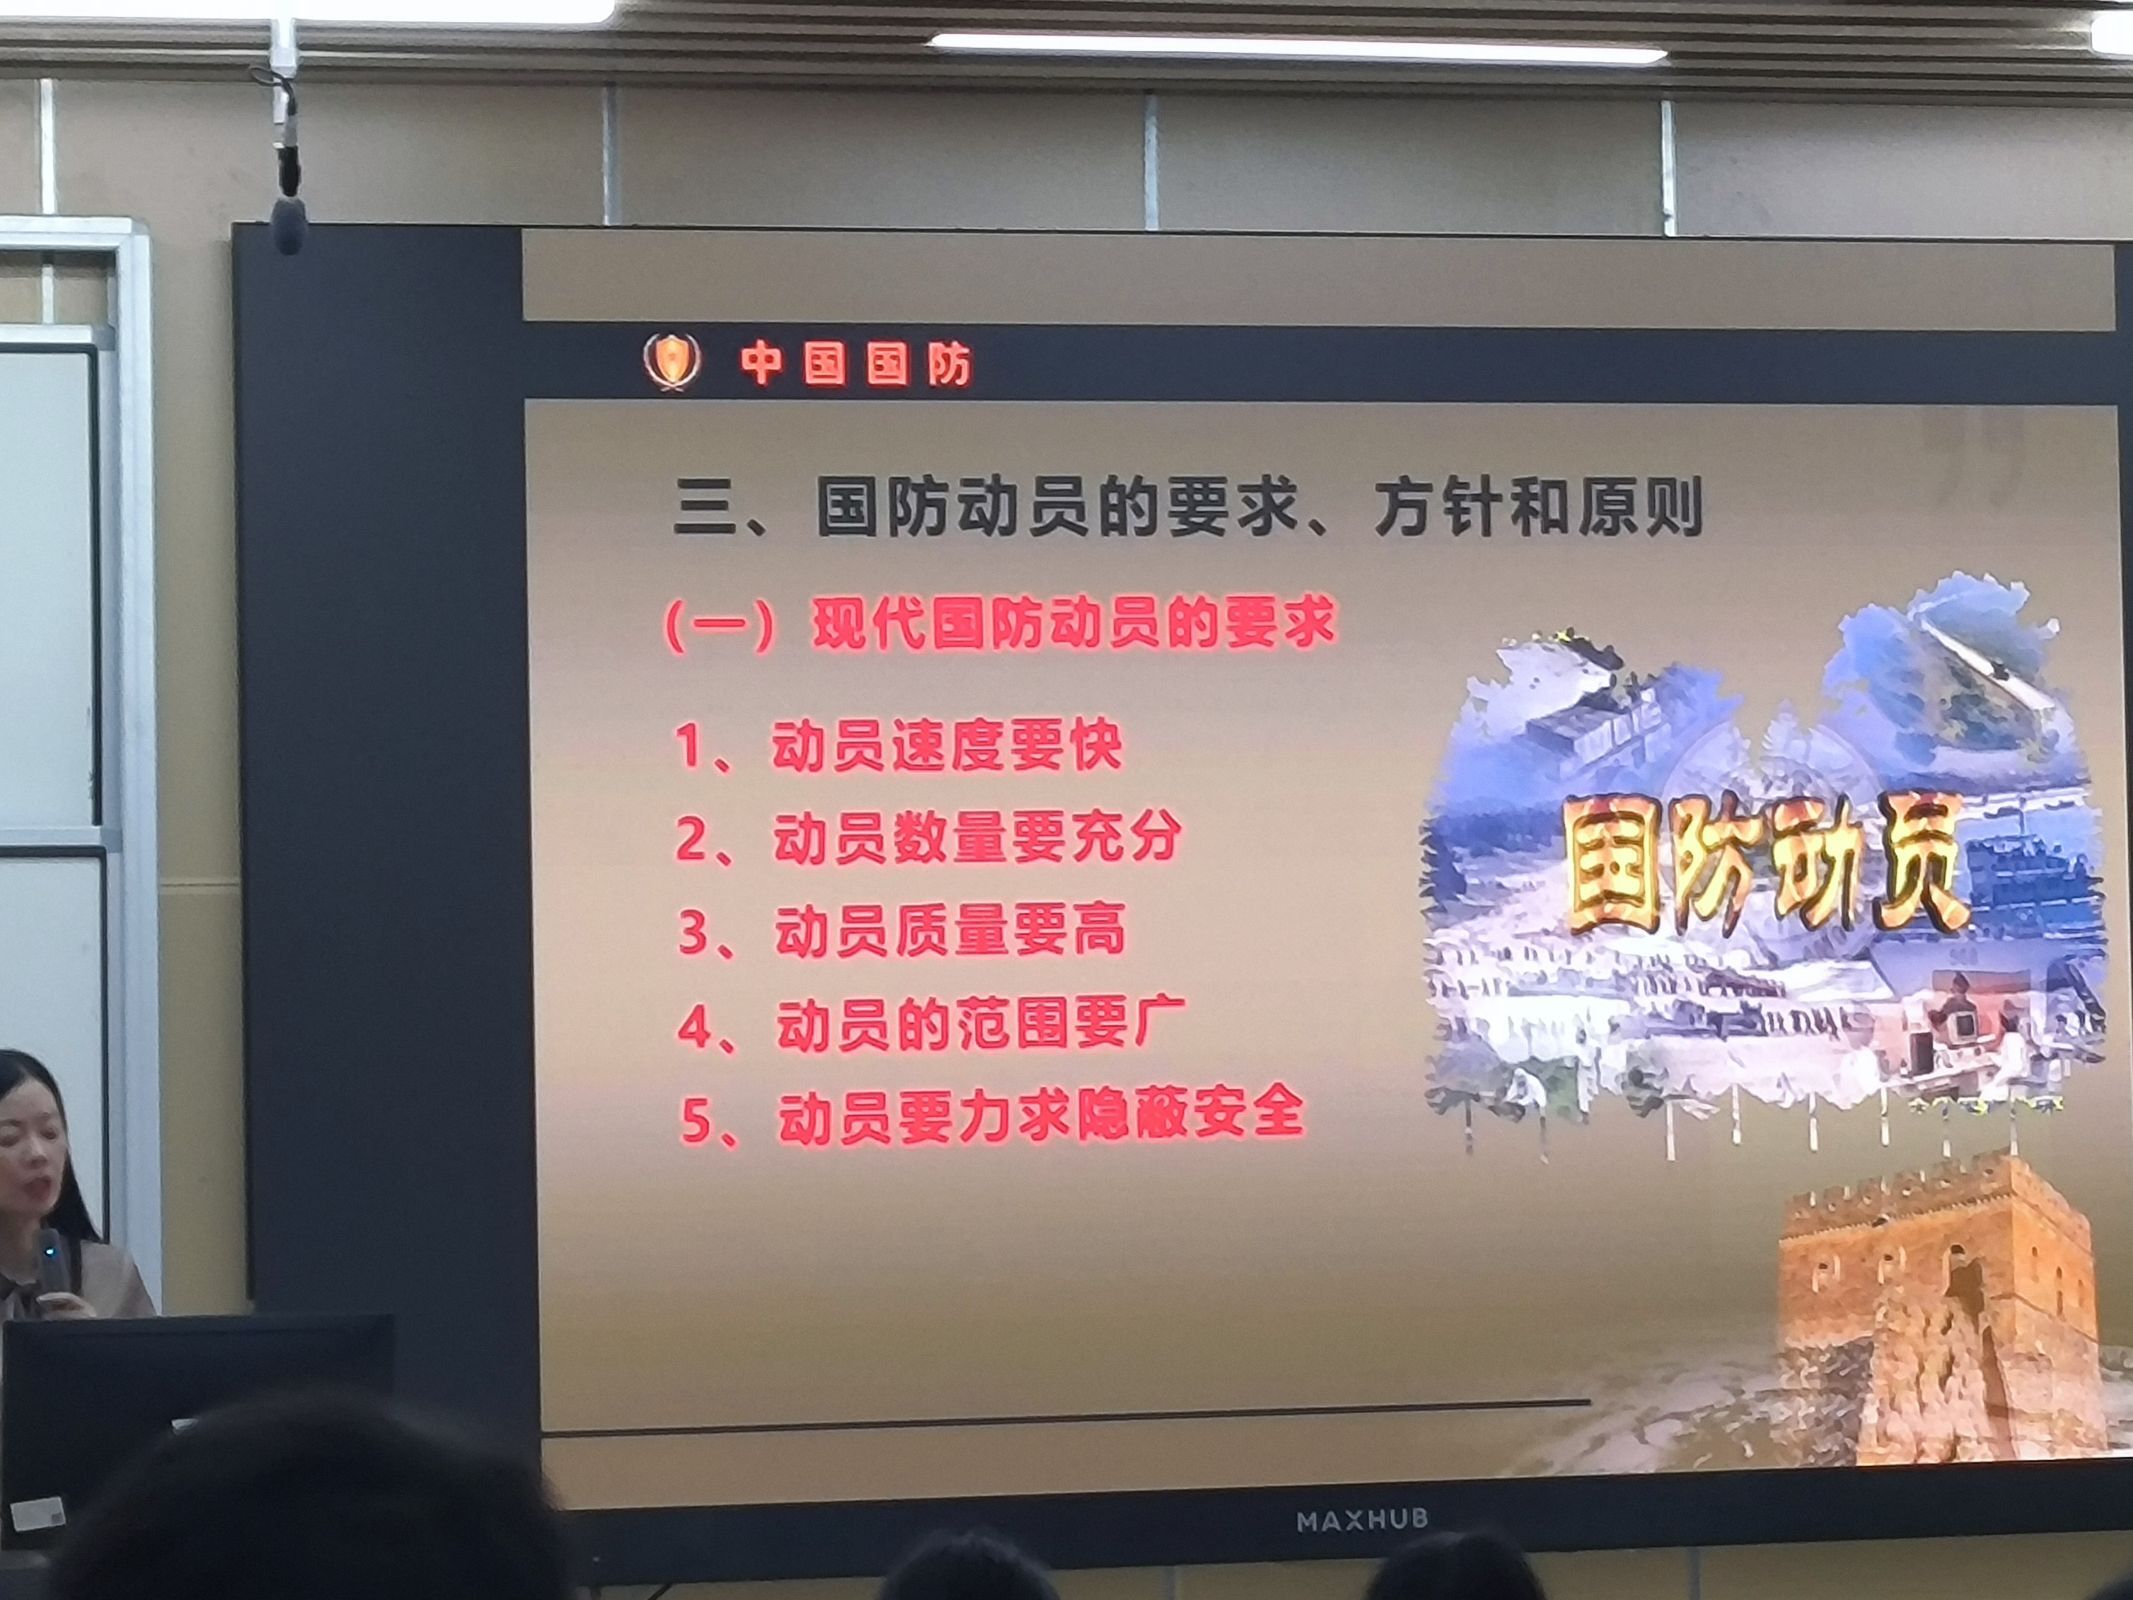 中国国防
三、国防动员的要求、方针和原则
(一) 现代国防动员的要求
1、动员速度要快
2、动员数量要充分
3、动员质量要高
4、动员的范围要广
5、动员要力求隐蔽安全
国防动员
MAXHUB